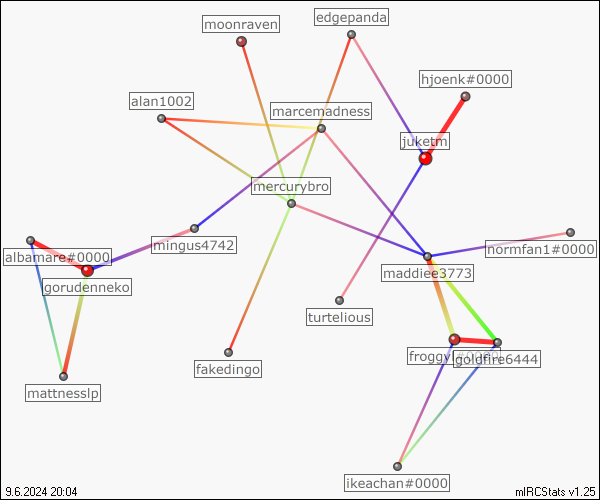 edgepanda
moonraven
hjoenk#0000
alan1002
marcemadness
juketm
mercurybro
mingus4742
normfan1#0000
albamare#0000
maddiee3773
gorudenneko
turtelious
goldfire6444
fakedingo
mattnesslp
ikeachan#0000
9.6.2024 20:04
mIRCStats v1.25